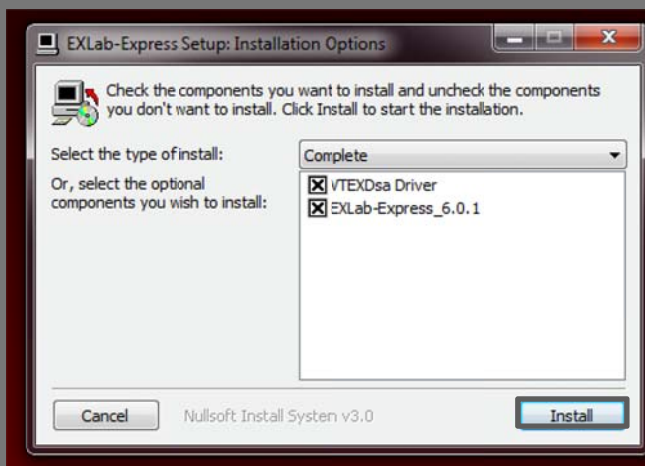 EXLab-Express Setup: Installation Options
Check the components you want to install and uncheck the components
you don't want to install. Click Install to start the installation.
Select the type of install:
Complete
Or, select the optional
components you wish to install:
VTEXDsa Driver
EXLab-Express_6.0.1
Cancel
Nullsoft Install Systen v3.0
Install